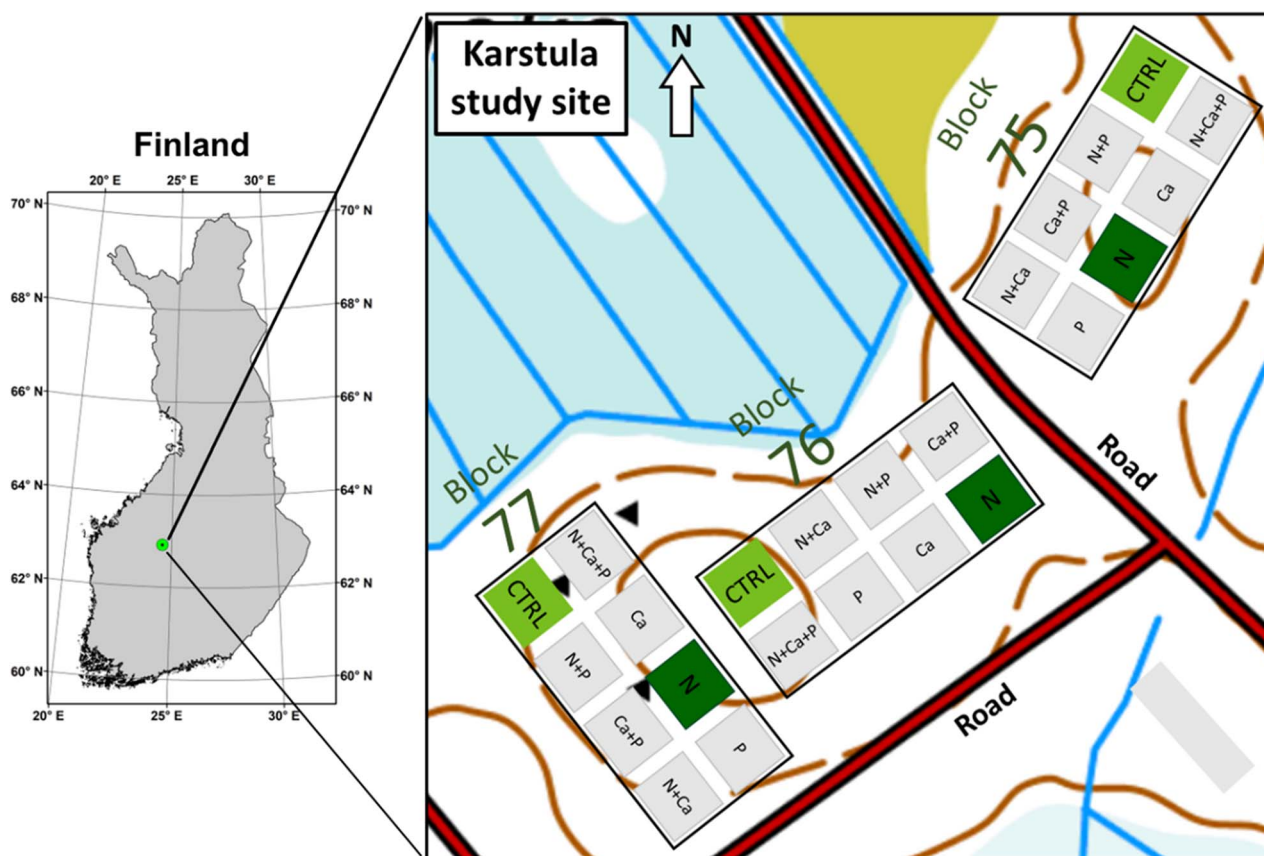 Finland
20° E 25° E 30° E
70° N
70° N
68° N
68° N
66° N
66° N
64° N
64° N
62° N
62° N
60° N
60° N
20° E 25° E 30° E
Karstula
study site
N
Block
75
CTRL
N+Ca+P
N+P
Ca
Ca+P
N
N+Ca
P
Block
76
Ca+P
N+P
N
N+Ca
Ca
CTRL
P
N+Ca+P
Block
77
N+Ca+P
CTRL
Ca
N+P
N
Ca+P
P
N+Ca
Road
Road